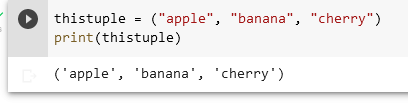 thistuple = ("apple", "banana", "cherry")
print(thistuple)
('apple', 'banana', 'cherry')